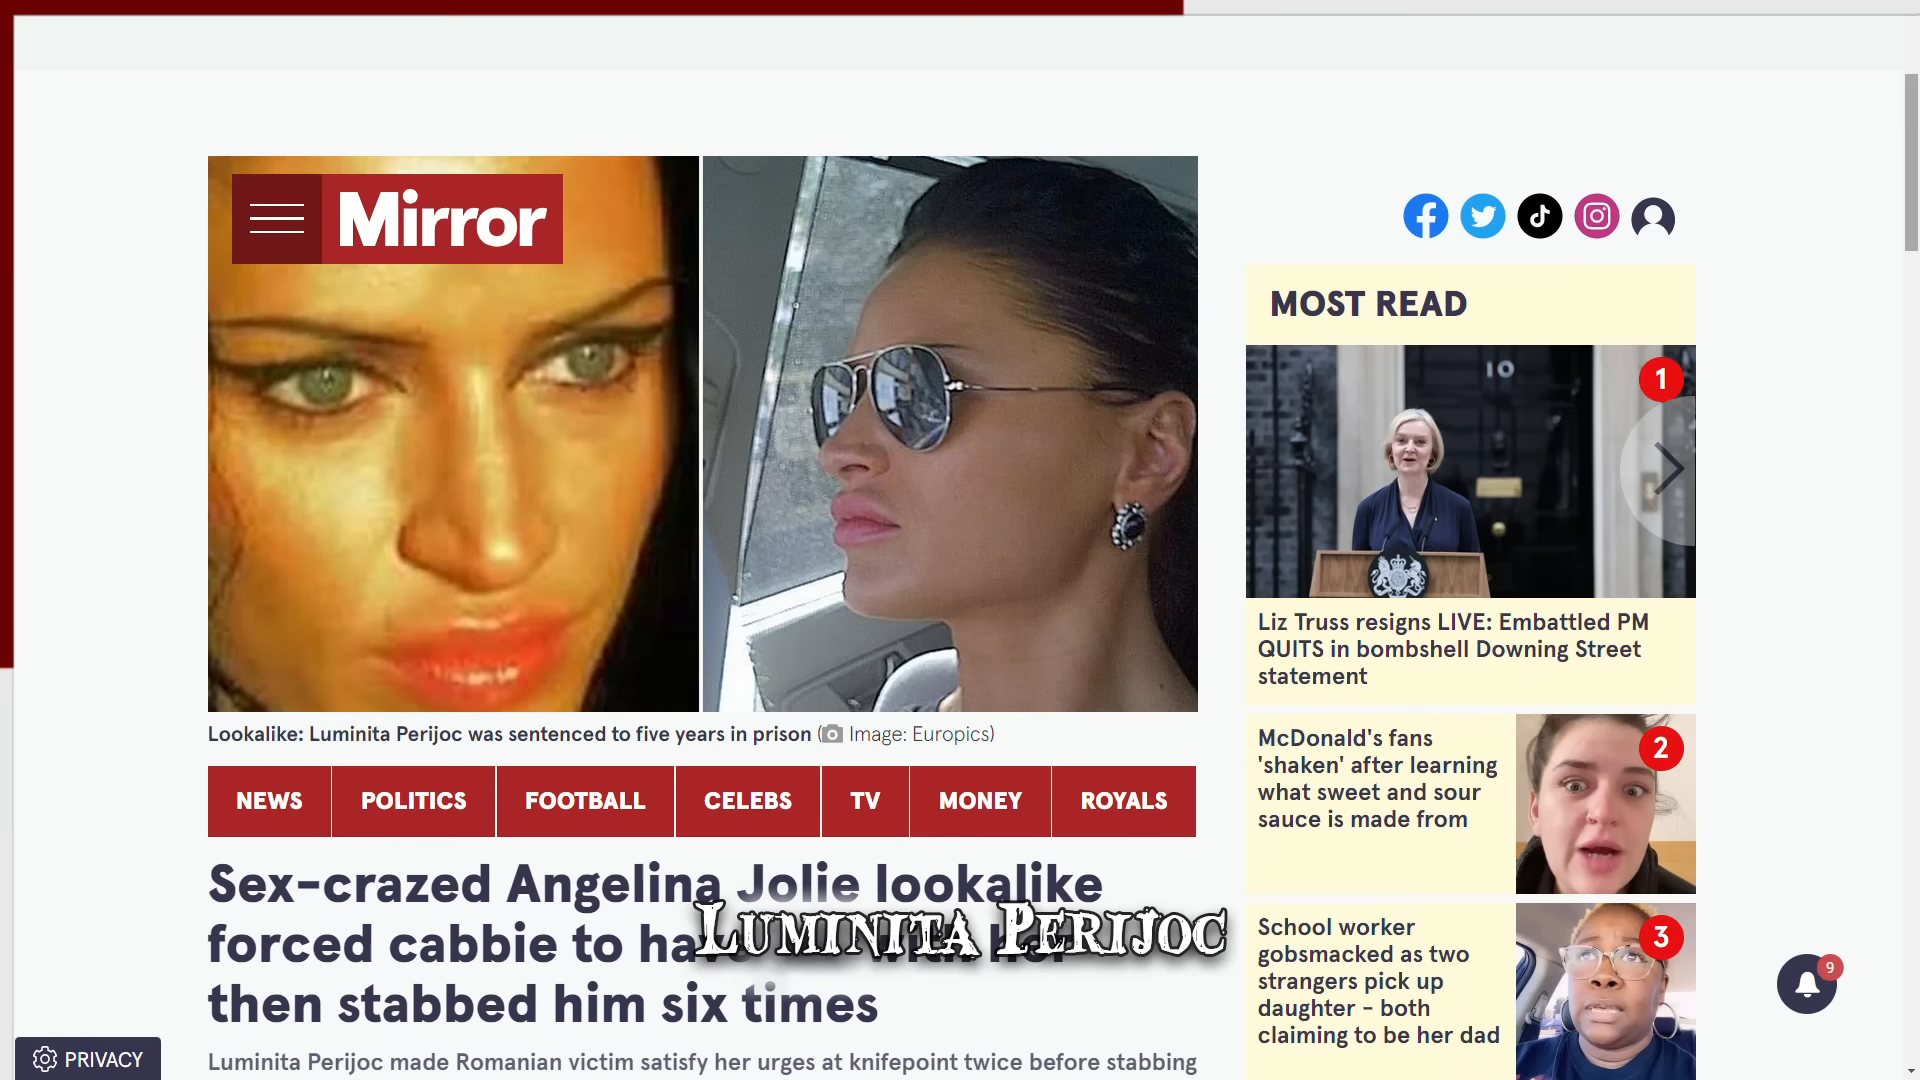 Mirror
MOST READ
10
1
Liz Truss resigns LIVE: Embattled PM
QUITS in bombshell Downing Street
statement
Lookalike: Luminita Perijoc was sentenced to five years in prison (Image: Europics)
NEWS POLITICS FOOTBALL CELEBS TV MONEY ROYALS
McDonald's fans
'shaken' after learning
what sweet and sour
sauce is made from
2
Sex-crazed Angelina Jolie lookalike
forced cabbie to have with her
then stabbed him six times
LUMINITA PERIJOC
Luminita Perijoc made Romanian victim satisfy her urges at knifepoint twice before stabbing
School worker
gobsmacked as two
strangers pick up
daughter - both
claiming to be her dad
3
9
PRIVACY